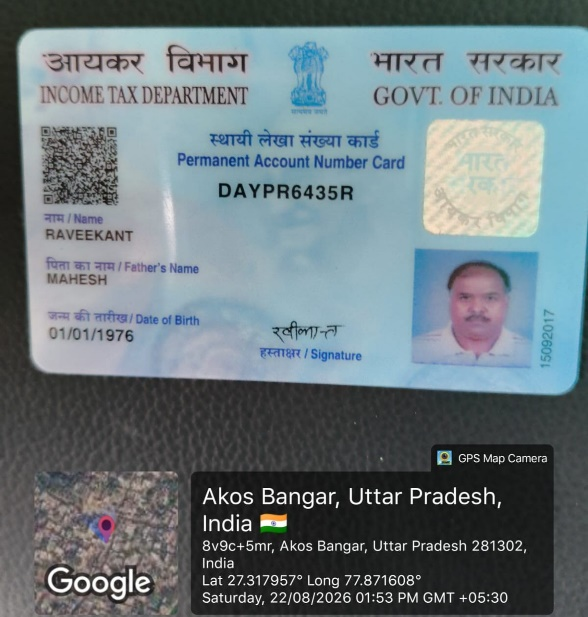 आयकर विभाग
INCOME TAX DEPARTMENT
भारत सरकार
GOVT. OF INDIA
स्थायी लेखा संख्या कार्ड
Permanent Account Number Card
DAYPR6435R
नाम / Name
RAVEEKANT
पिता का नाम / Father's Name
MAHESH
जन्म की तारीख / Date of Birth
01/01/1976
हस्ताक्षर / Signature
15092017
GPS Map Camera
Google
Akos Bangar, Uttar Pradesh,
India 🇮🇳
8v9c+5mr, Akos Bangar, Uttar Pradesh 281302,
India
Lat 27.317957° Long 77.871608°
Saturday, 22/08/2026 01:53 PM GMT +05:30